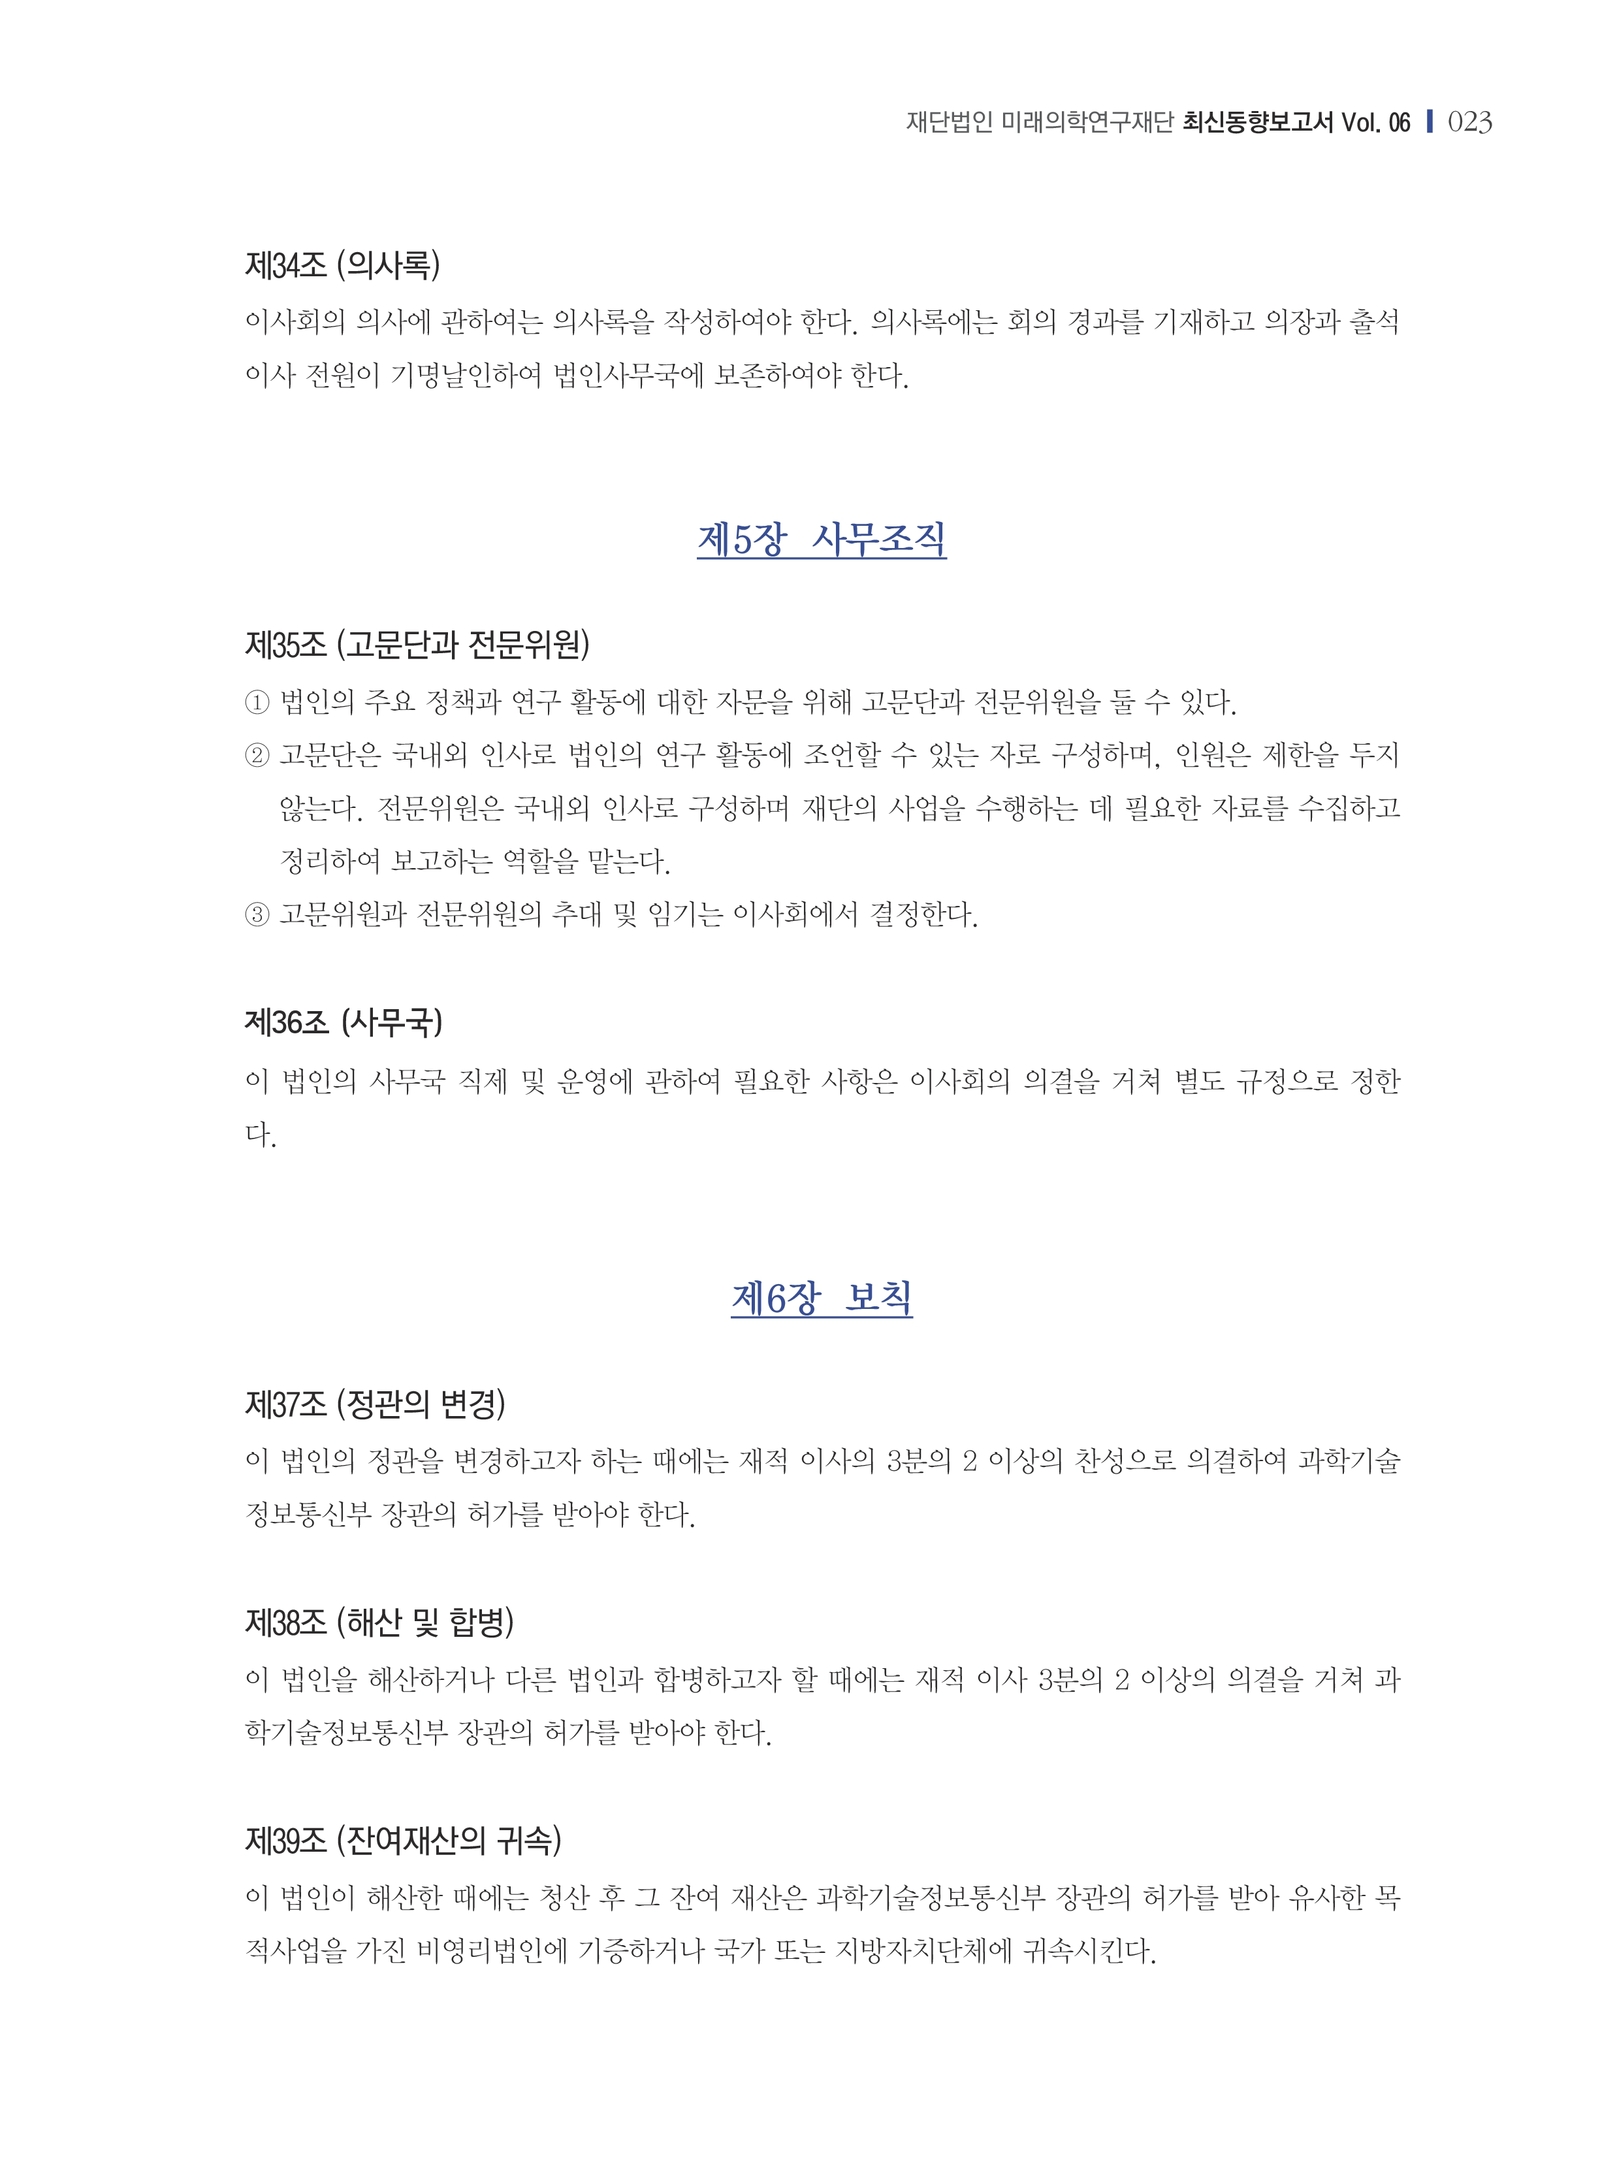 재단법인 미래의학연구재단 최신동향보고서 Vol. 06 023
제34조 (의사록)
이사회의 의사에 관하여는 의사록을 작성하여야 한다. 의사록에는 회의 경과를 기재하고 의장과 출석
이사 전원이 기명날인하여 법인사무국에 보존하여야 한다.
제5장 사무조직
제35조 (고문단과 전문위원)
① 법인의 주요 정책과 연구 활동에 대한 자문을 위해 고문단과 전문위원을 둘 수 있다.
② 고문단은 국내외 인사로 법인의 연구 활동에 조언할 수 있는 자로 구성하며, 인원은 제한을 두지
않는다. 전문위원은 국내외 인사로 구성하며 재단의 사업을 수행하는 데 필요한 자료를 수집하고
정리하여 보고하는 역할을 맡는다.
③ 고문위원과 전문위원의 추대 및 임기는 이사회에서 결정한다.
제36조 (사무국)
이 법인의 사무국 직제 및 운영에 관하여 필요한 사항은 이사회의 의결을 거쳐 별도 규정으로 정한
다.
제6장 보칙
제37조 (정관의 변경)
이 법인의 정관을 변경하고자 하는 때에는 재적 이사의 3분의 2 이상의 찬성으로 의결하여 과학기술
정보통신부 장관의 허가를 받아야 한다.
제38조 (해산 및 합병)
이 법인을 해산하거나 다른 법인과 합병하고자 할 때에는 재적 이사 3분의 2 이상의 의결을 거쳐 과
학기술정보통신부 장관의 허가를 받아야 한다.
제39조 (잔여재산의 귀속)
이 법인이 해산한 때에는 청산 후 그 잔여 재산은 과학기술정보통신부 장관의 허가를 받아 유사한 목
적사업을 가진 비영리법인에 기증하거나 국가 또는 지방자치단체에 귀속시킨다.